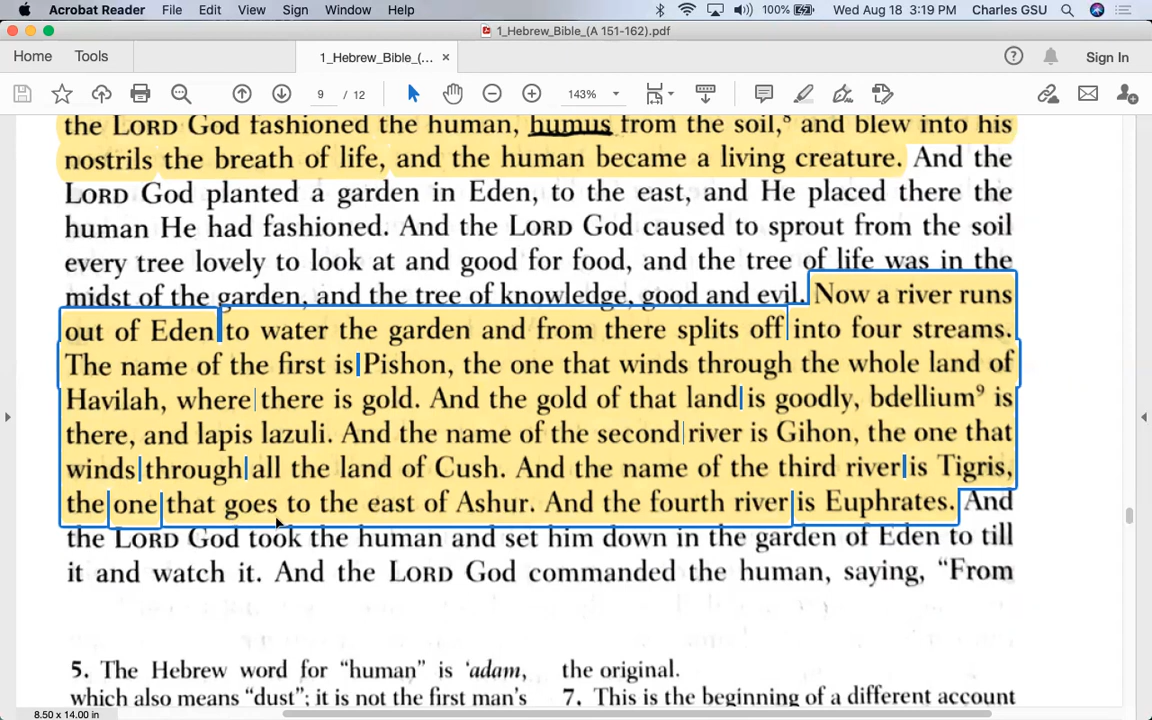 Acrobat Reader File Edit View Sign Window Help 100% Wed Aug 18 3:19 PM Charles GSU
1_Hebrew_Bible_(A 151-162).pdf
Home Tools 1_Hebrew_Bible_(... × Sign In
9 / 12 143%
the LORD God fashioned the human, humus from the soil,⁸ and blew into his
nostrils the breath of life, and the human became a living creature. And the
LORD God planted a garden in Eden, to the east, and He placed there the
human He had fashioned. And the LORD God caused to sprout from the soil
every tree lovely to look at and good for food, and the tree of life was in the
midst of the garden, and the tree of knowledge, good and evil. Now a river runs
out of Eden to water the garden and from there splits off into four streams.
The name of the first is Pishon, the one that winds through the whole land of
Havilah, where there is gold. And the gold of that land is goodly, bdellium⁹ is
there, and lapis lazuli. And the name of the second river is Gihon, the one that
winds through all the land of Cush. And the name of the third river is Tigris,
the one that goes to the east of Ashur. And the fourth river is Euphrates. And
the LORD God took the human and set him down in the garden of Eden to till
it and watch it. And the LORD God commanded the human, saying, “From
5. The Hebrew word for “human” is ‘adam,
which also means “dust”; it is not the first man’s
the original.
7. This is the beginning of a different account
8.50 x 14.00 in